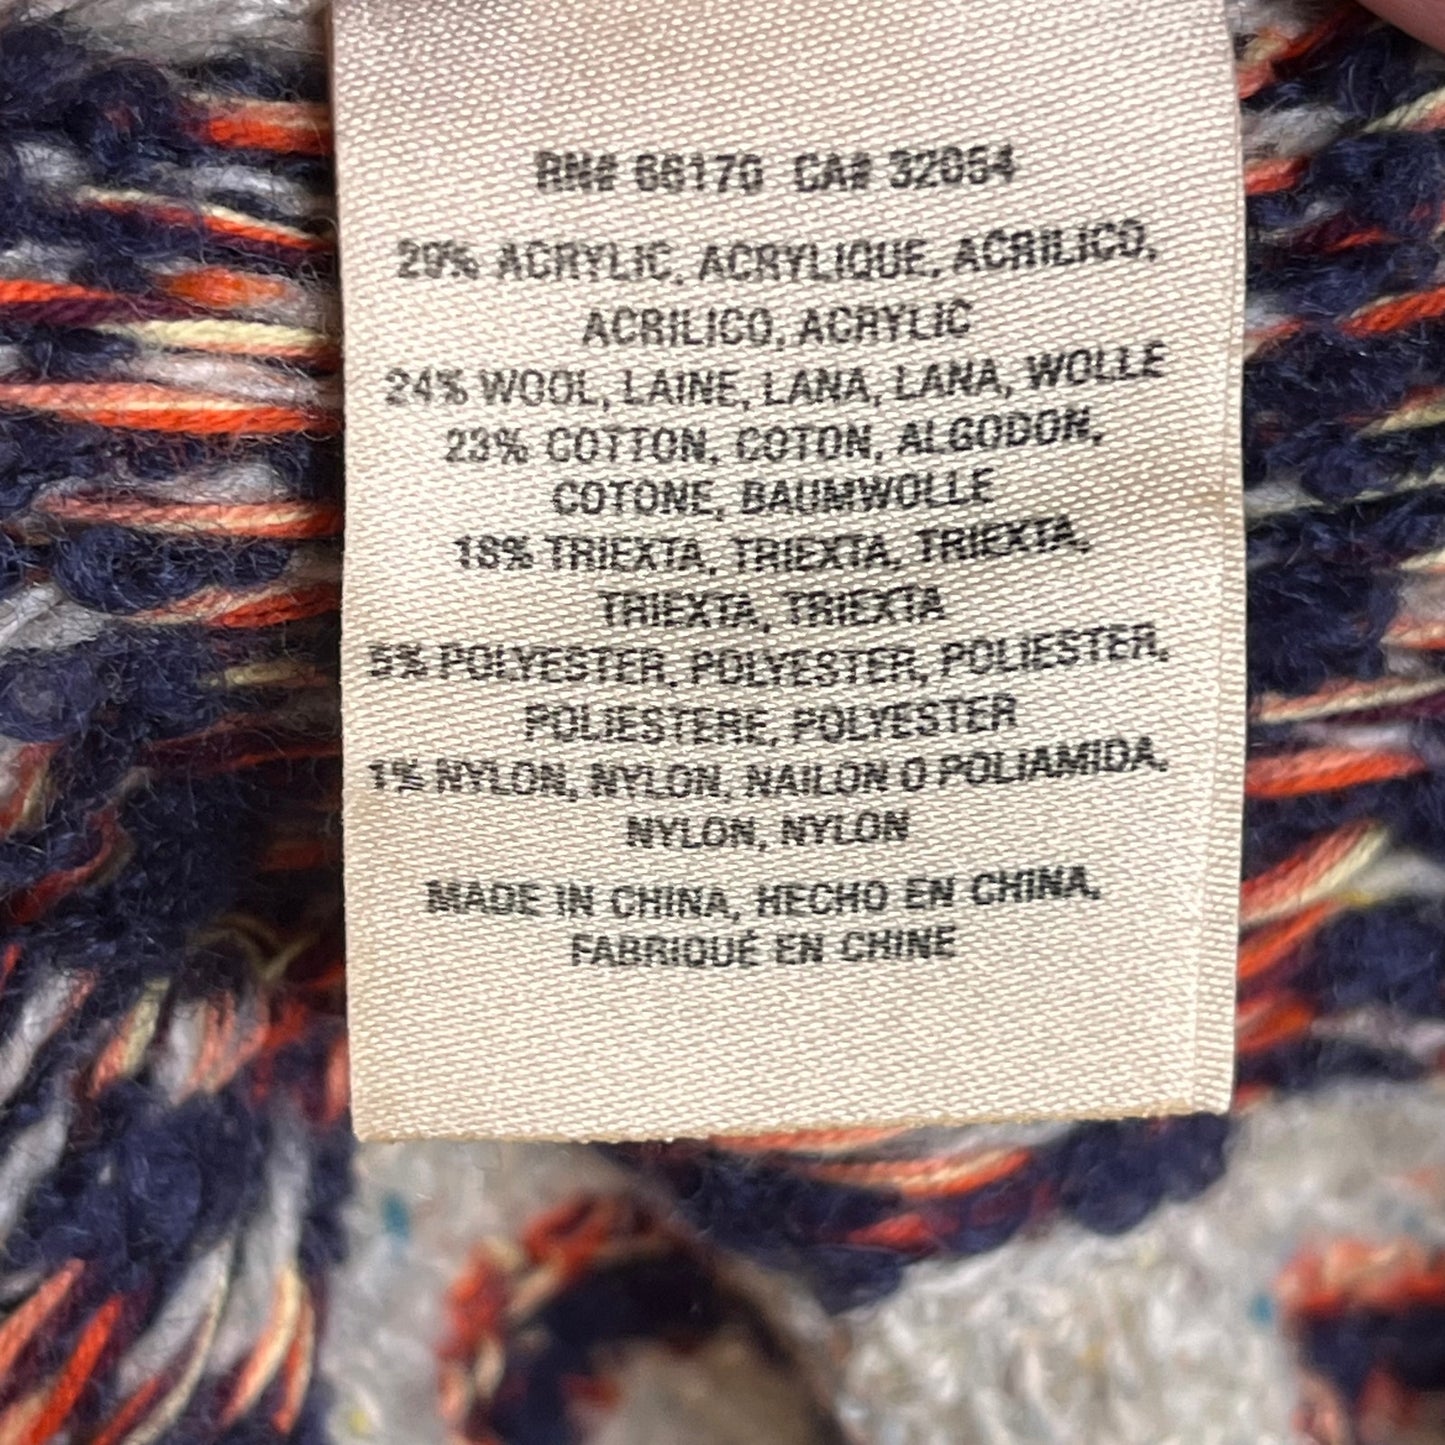 RN# 66170 CA# 32054
29% ACRYLIC, ACRYLIQUE, ACRILICO,
ACRILICO, ACRYLIC
24% WOOL, LAINE, LANA, LANA, WOLLE
23% COTTON, COTON, ALGODON,
COTONE, BAUMWOLLE
18% TRIEXTA, TRIEXTA, TRIEXTA,
TRIEXTA, TRIEXTA
5% POLYESTER, POLYESTER, POLIESTER,
POLIESTERE, POLYESTER
1% NYLON, NYLON, NAILON O POLIAMIDA,
NYLON, NYLON
MADE IN CHINA, HECHO EN CHINA,
FABRIQUÉ EN CHINE